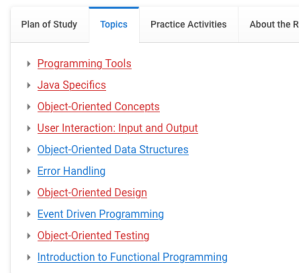 Plan of Study Topics Practice Activities About the R
Programming Tools
Java Specifics
Object-Oriented Concepts
User Interaction: Input and Output
Object-Oriented Data Structures
Error Handling
Object-Oriented Design
Event Driven Programming
Object-Oriented Testing
Introduction to Functional Programming